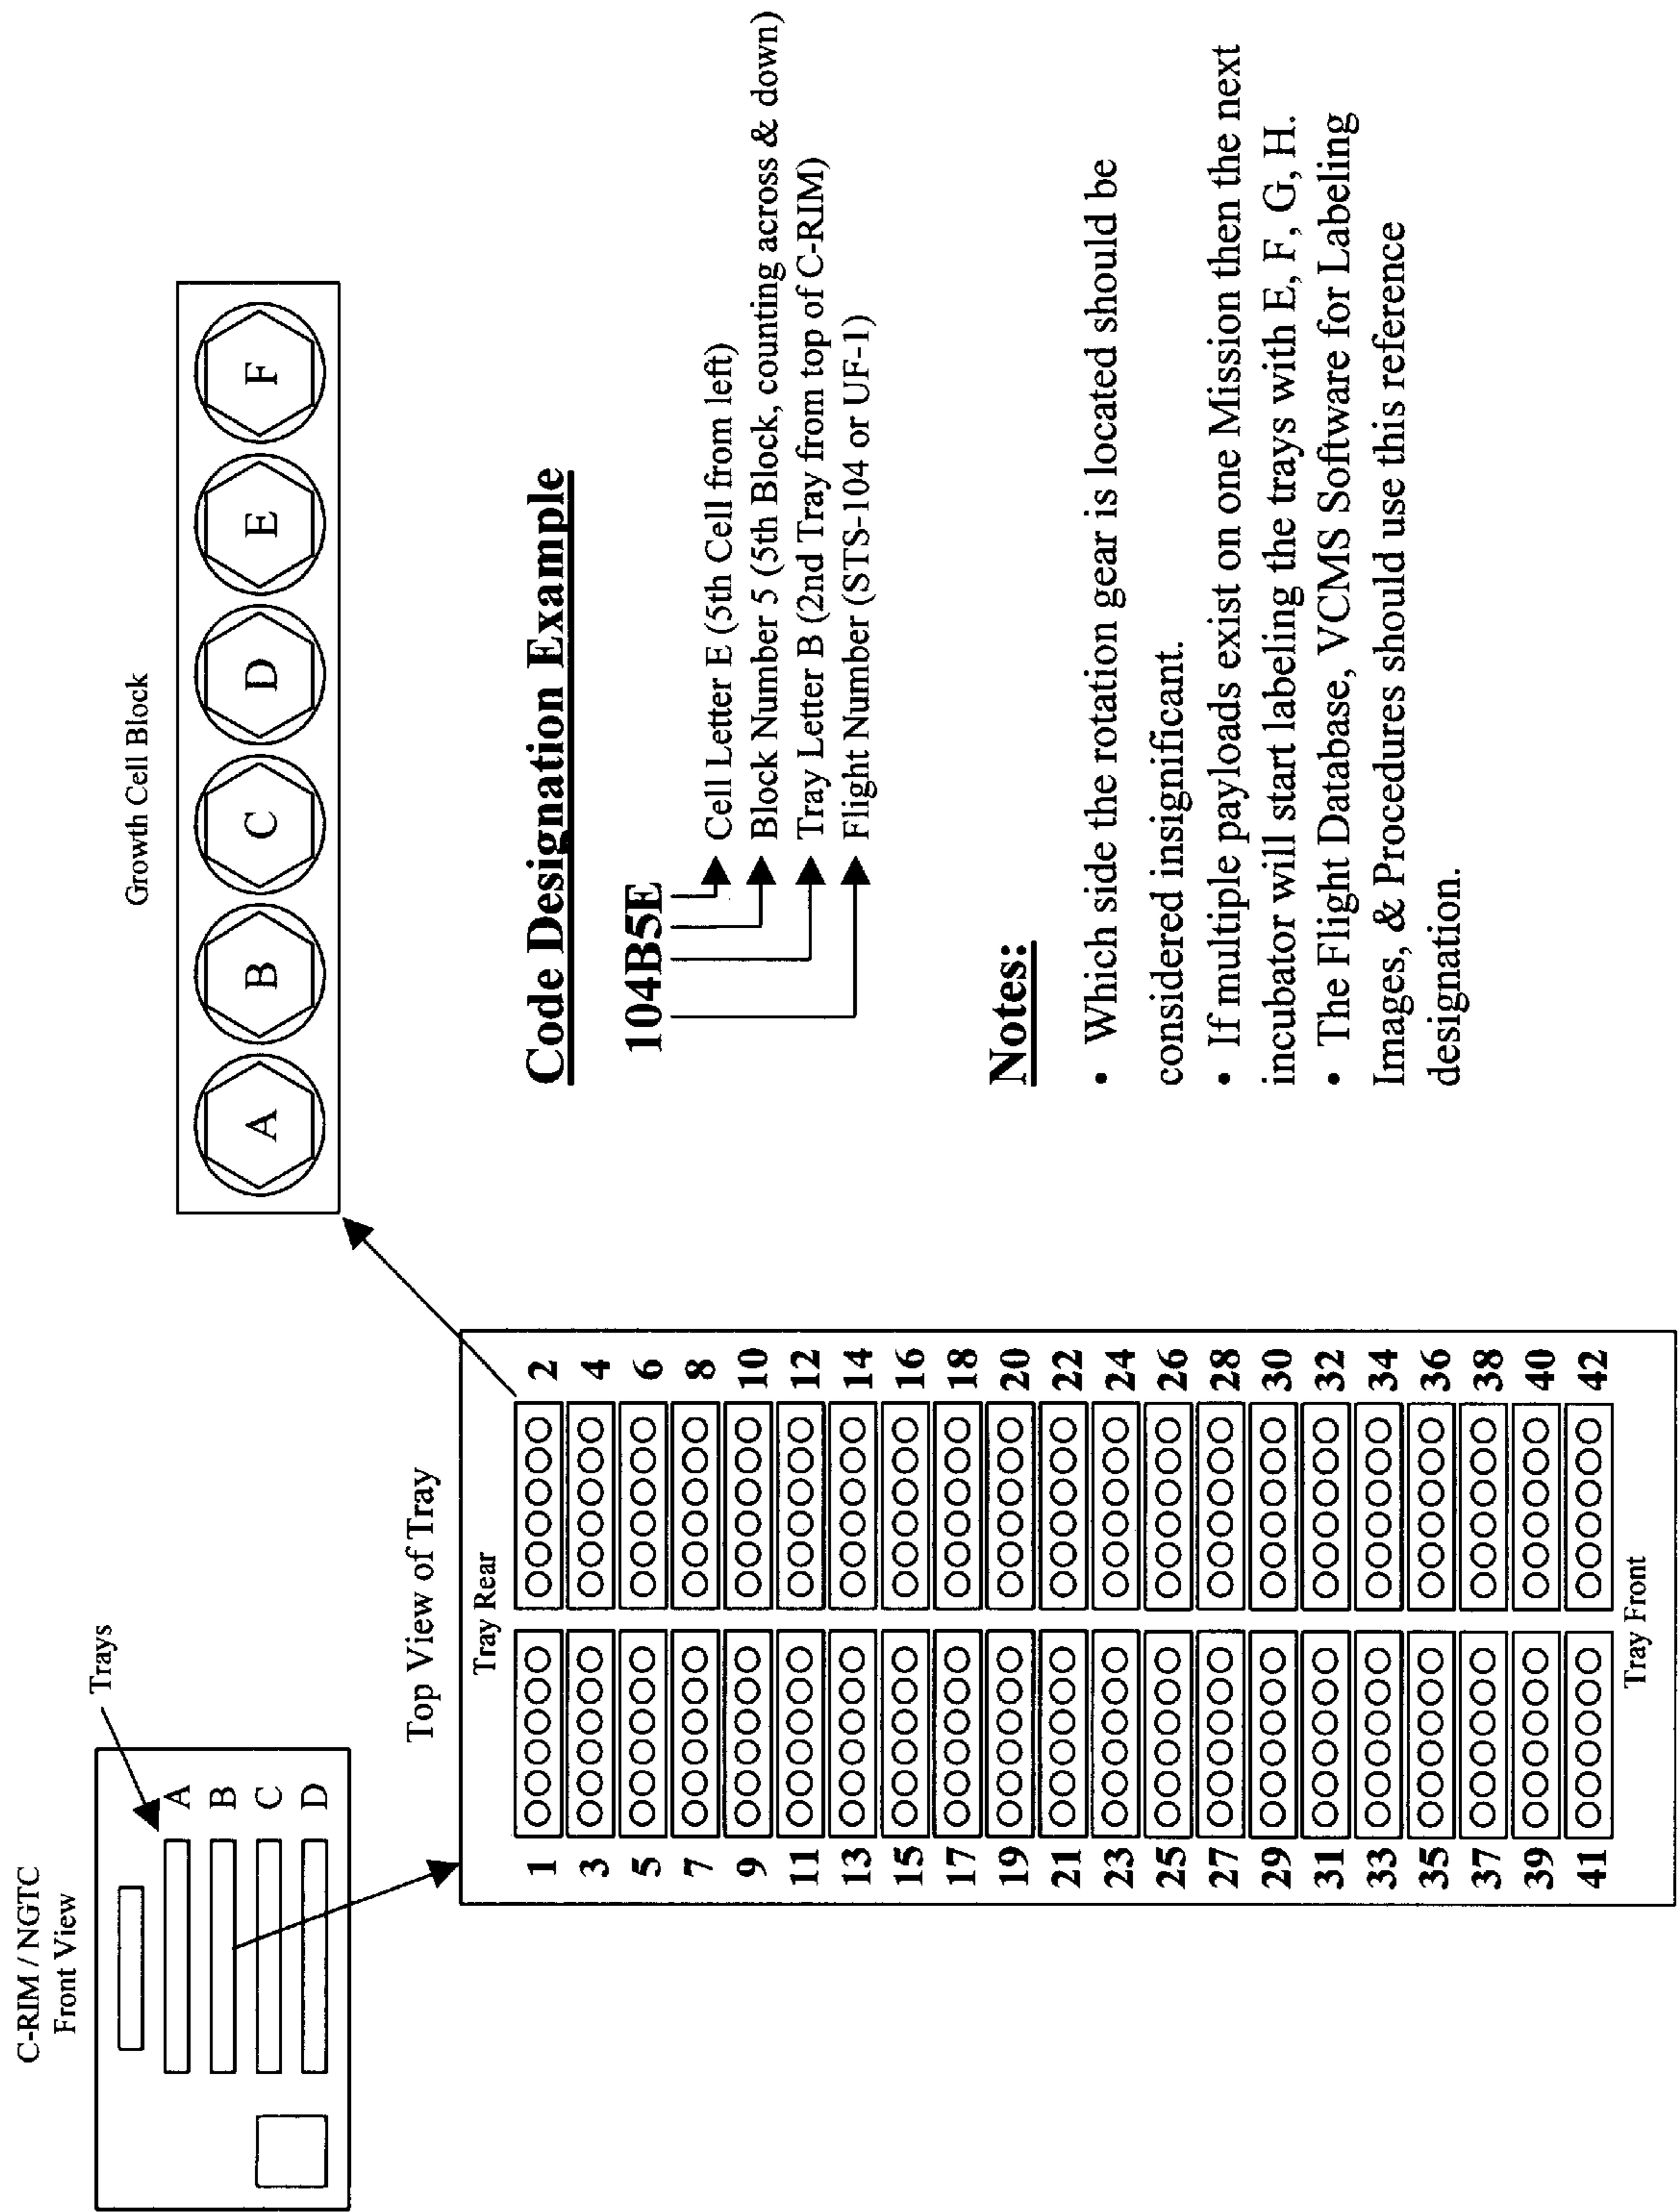 C-RIM / NGTC
Front View
Trays
A
B
C
D
Top View of Tray
Tray Rear
1 2
3 4
5 6
7 8
9 10
11 12
13 14
15 16
17 18
19 20
21 22
23 24
25 26
27 28
29 30
31 32
33 34
35 36
37 38
39 40
41 42
Tray Front
Growth Cell Block
A B C D E F
Code Designation Example
104B5E
Cell Letter E (5th Cell from left)
Block Number 5 (5th Block, counting across & down)
Tray Letter B (2nd Tray from top of C-RIM)
Flight Number (STS-104 or UF-1)
Notes:
• Which side the rotation gear is located should be
considered insignificant.
• If multiple payloads exist on one Mission then the next
incubator will start labeling the trays with E, F, G, H.
• The Flight Database, VCMS Software for Labeling
Images, & Procedures should use this reference
designation.